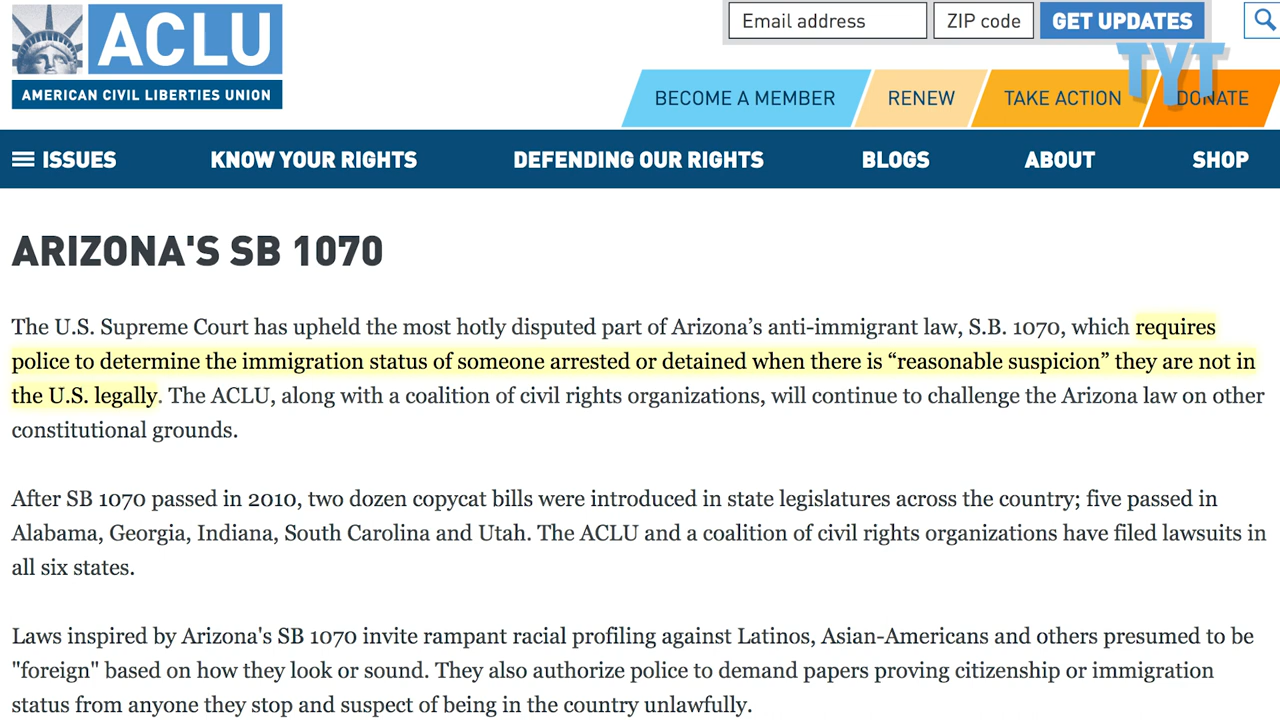 ACLU
AMERICAN CIVIL LIBERTIES UNION
Email address
ZIP code
GET UPDATES
TYT
BECOME A MEMBER
RENEW
TAKE ACTION
DONATE
ISSUES
KNOW YOUR RIGHTS
DEFENDING OUR RIGHTS
BLOGS
ABOUT
SHOP
ARIZONA'S SB 1070
The U.S. Supreme Court has upheld the most hotly disputed part of Arizona’s anti-immigrant law, S.B. 1070, which requires
police to determine the immigration status of someone arrested or detained when there is “reasonable suspicion” they are not in
the U.S. legally. The ACLU, along with a coalition of civil rights organizations, will continue to challenge the Arizona law on other
constitutional grounds.
After SB 1070 passed in 2010, two dozen copycat bills were introduced in state legislatures across the country; five passed in
Alabama, Georgia, Indiana, South Carolina and Utah. The ACLU and a coalition of civil rights organizations have filed lawsuits in
all six states.
Laws inspired by Arizona's SB 1070 invite rampant racial profiling against Latinos, Asian-Americans and others presumed to be
"foreign" based on how they look or sound. They also authorize police to demand papers proving citizenship or immigration
status from anyone they stop and suspect of being in the country unlawfully.